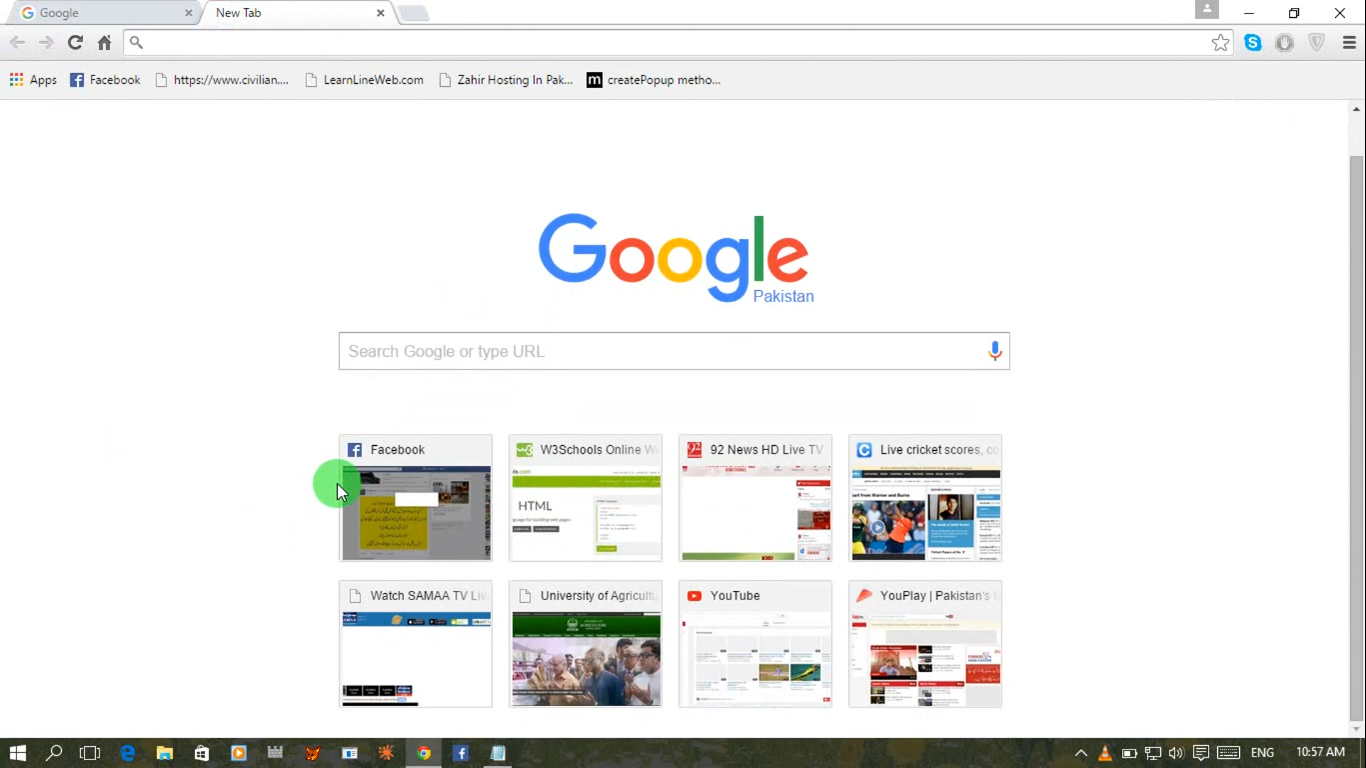 Google
New Tab
Apps
Facebook
https://www.civilian....
LearnLineWeb.com
Zahir Hosting In Pak...
m
createPopup metho...
Google
Pakistan
Search Google or type URL
Facebook
W3Schools Online W
92 News HD Live TV
Live cricket scores, co
HTML
Watch SAMAA TV Liv
University of Agricultu
YouTube
YouPlay | Pakistan's
ENG
10:57 AM